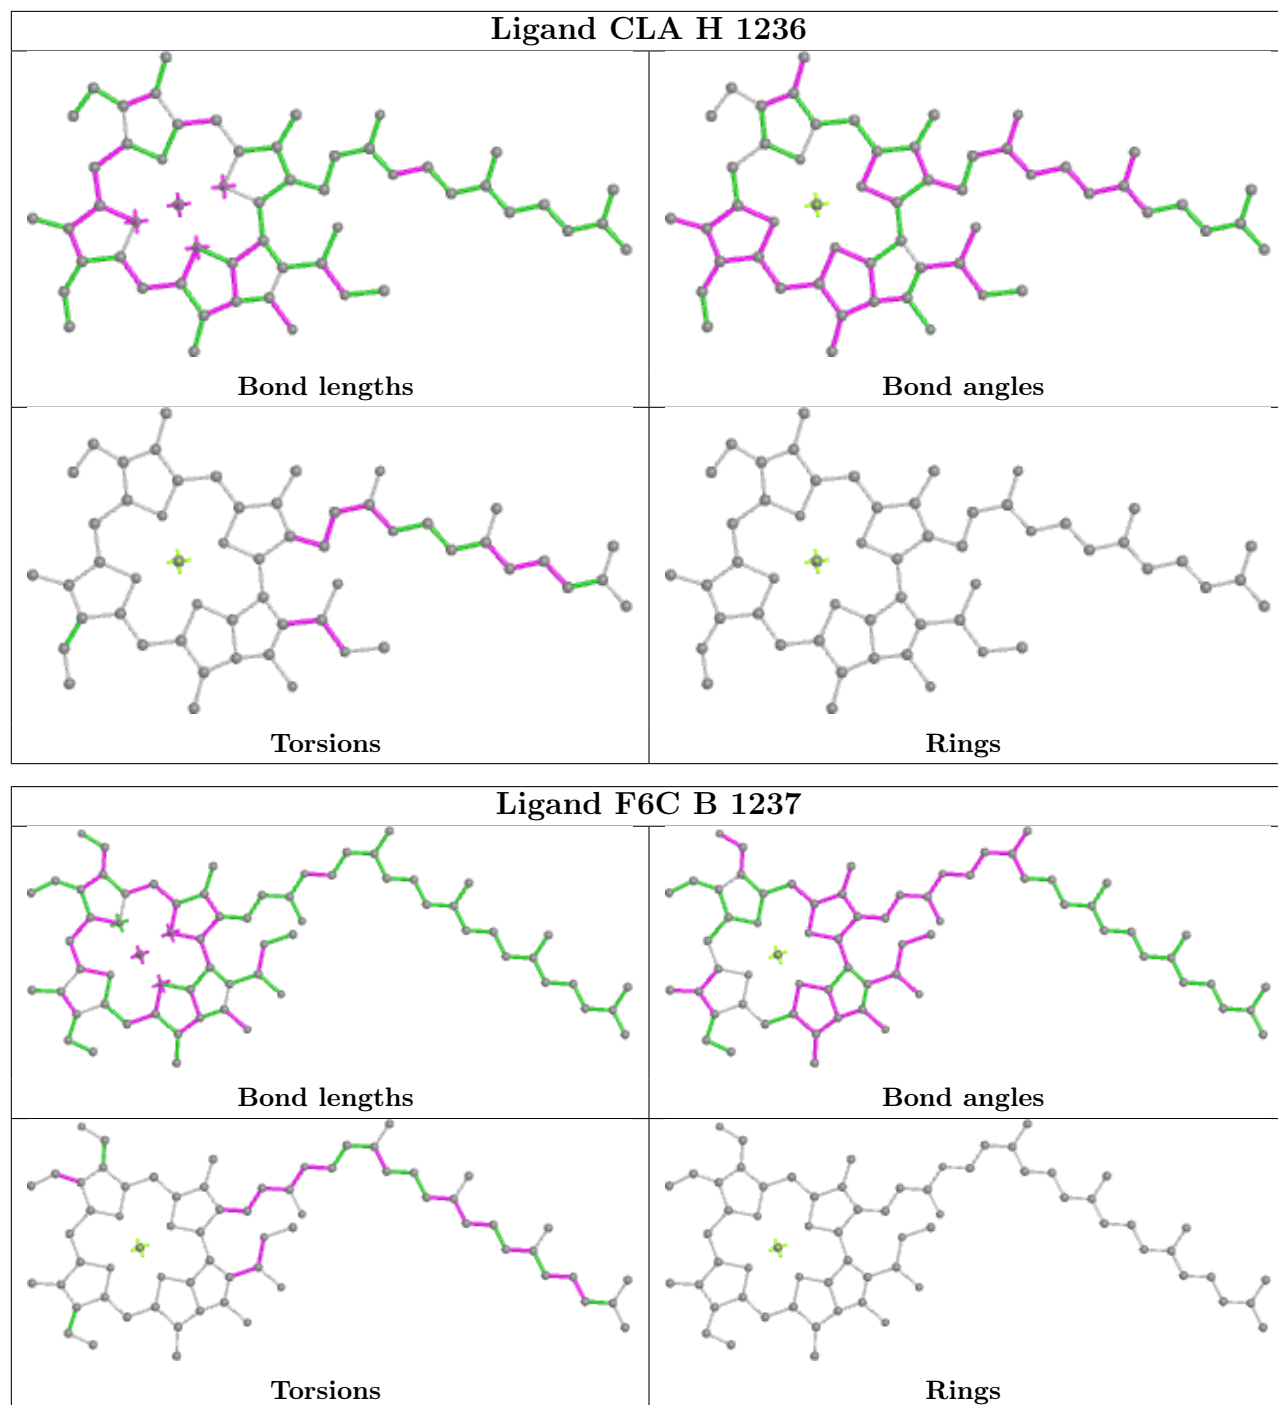 Ligand CLA H 1236
Bond lengths
Bond angles
Torsions
Rings
Ligand F6C B 1237
Bond lengths
Bond angles
Torsions
Rings